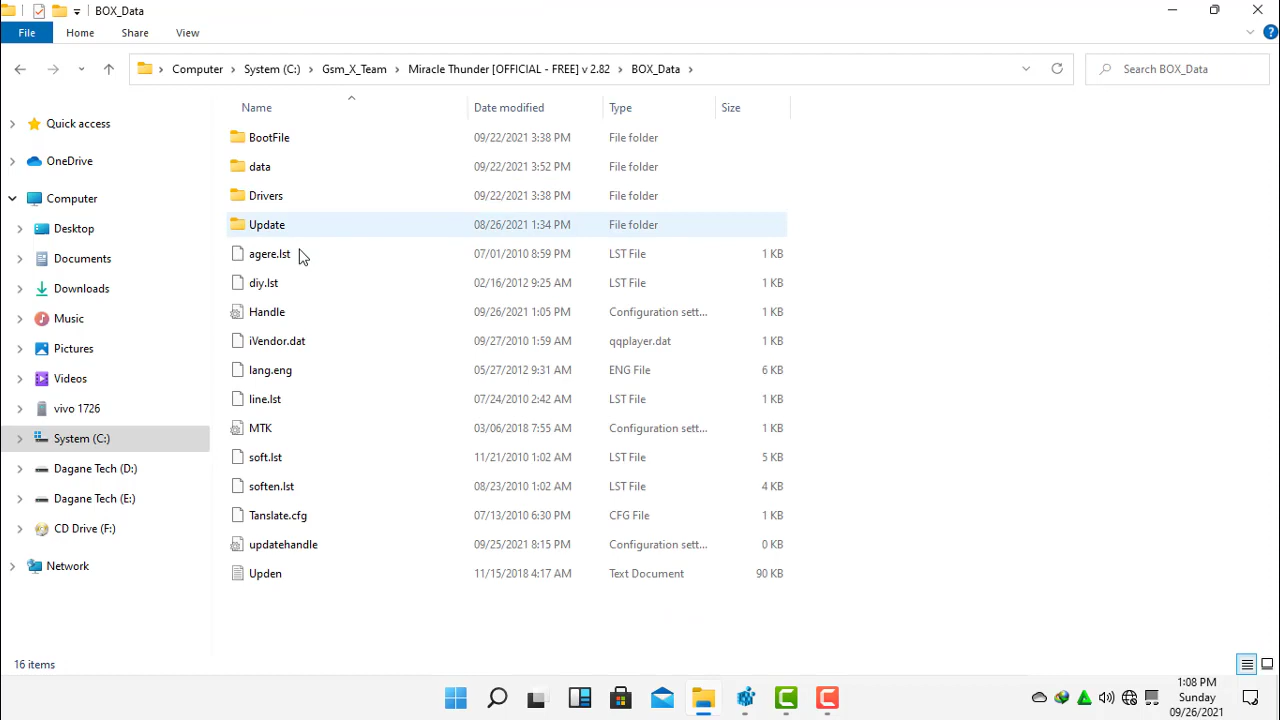 BOX_Data
File Home Share View
Computer System (C:) Gsm_X_Team Miracle Thunder [OFFICIAL - FREE] v 2.82 BOX_Data Search BOX_Data
Name Date modified Type Size
Quick access
OneDrive
Computer
Desktop
Documents
Downloads
Music
Pictures
Videos
vivo 1726
System (C:)
Dagane Tech (D:)
Dagane Tech (E:)
CD Drive (F:)
Network
BootFile 09/22/2021 3:38 PM File folder
data 09/22/2021 3:52 PM File folder
Drivers 09/22/2021 3:38 PM File folder
Update 08/26/2021 1:34 PM File folder
agere.lst 07/01/2010 8:59 PM LST File 1 KB
diy.lst 02/16/2012 9:25 AM LST File 1 KB
Handle 09/26/2021 1:05 PM Configuration sett... 1 KB
iVendor.dat 09/27/2010 1:59 AM qqplayer.dat 1 KB
lang.eng 05/27/2012 9:31 AM ENG File 6 KB
line.lst 07/24/2010 2:42 AM LST File 1 KB
MTK 03/06/2018 7:55 AM Configuration sett... 1 KB
soft.lst 11/21/2010 1:02 AM LST File 5 KB
soften.lst 08/23/2010 1:02 AM LST File 4 KB
Tanslate.cfg 07/13/2010 6:30 PM CFG File 1 KB
updatehandle 09/25/2021 8:15 PM Configuration sett... 0 KB
Upden 11/15/2018 4:17 AM Text Document 90 KB
16 items
1:08 PM
Sunday
09/26/2021